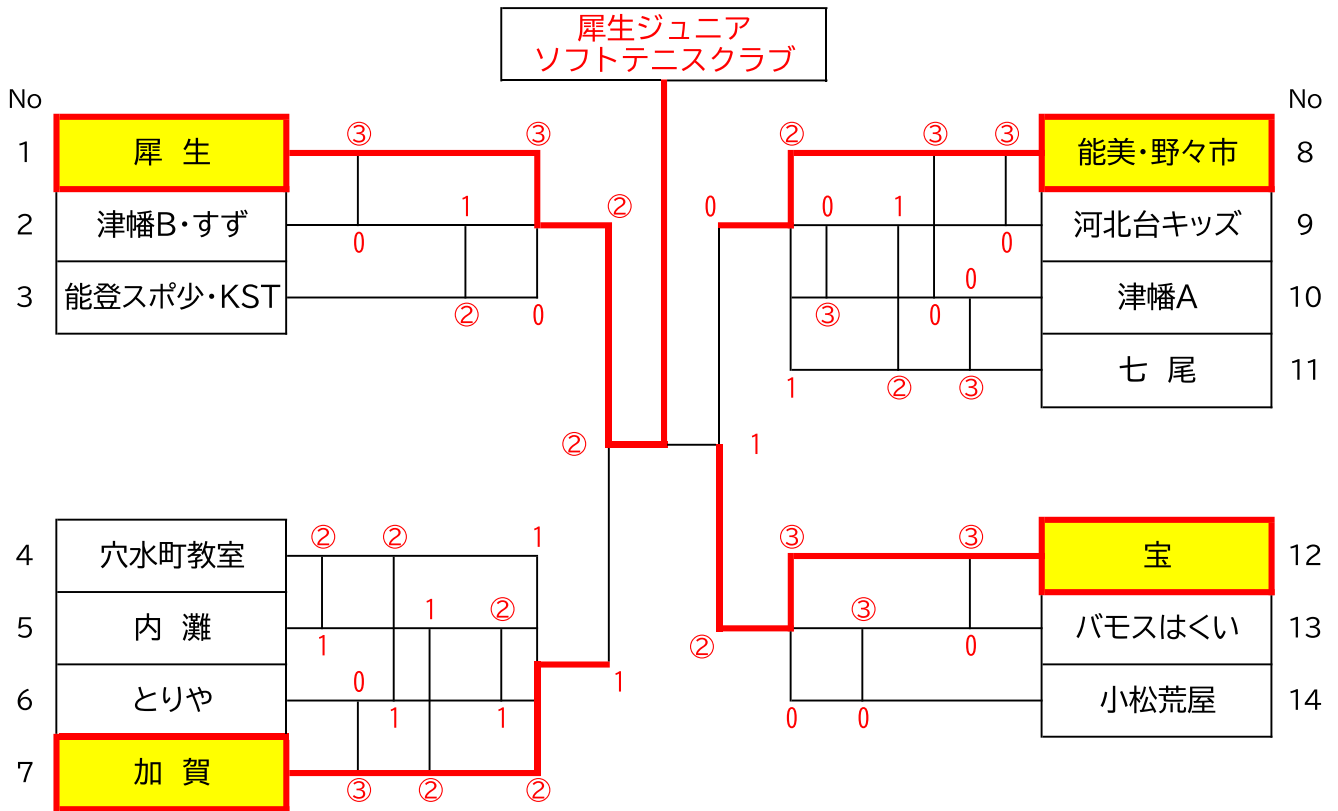 犀生ジュニア
ソフトテニスクラブ
No
No
1 犀 生 ③ ③ ② ③ ③ 能美・野々市 8
1 ② 0 0 1
2 津幡B・すず 0 0 河北台キッズ 9
0
3 能登スポ少・KST ② 0 ③ 0 津幡A 10
七 尾 11
1 ② ③
② 1
4 穴水町教室 ② ② 1 ③ ③ 宝 12
1 ② ③
5 内 灘 1 ② 0 バモスはくい 13
0 1
6 とりや 1 1 0 0 小松荒屋 14
7 加 賀 ③ ② ②